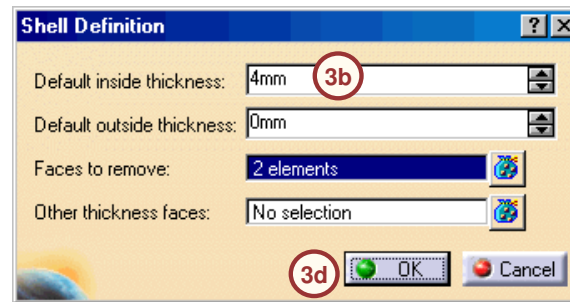 Shell Definition ? X
Default inside thickness: 4mm 3b
Default outside thickness: 0mm
Faces to remove: 2 elements
Other thickness faces: No selection
3d OK Cancel